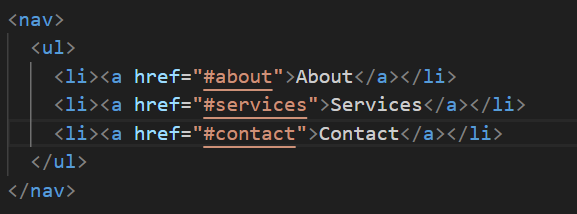 <nav>
<ul>
<li><a href="#about">About</a></li>
<li><a href="#services">Services</a></li>
<li><a href="#contact">Contact</a></li>
</ul>
</nav>